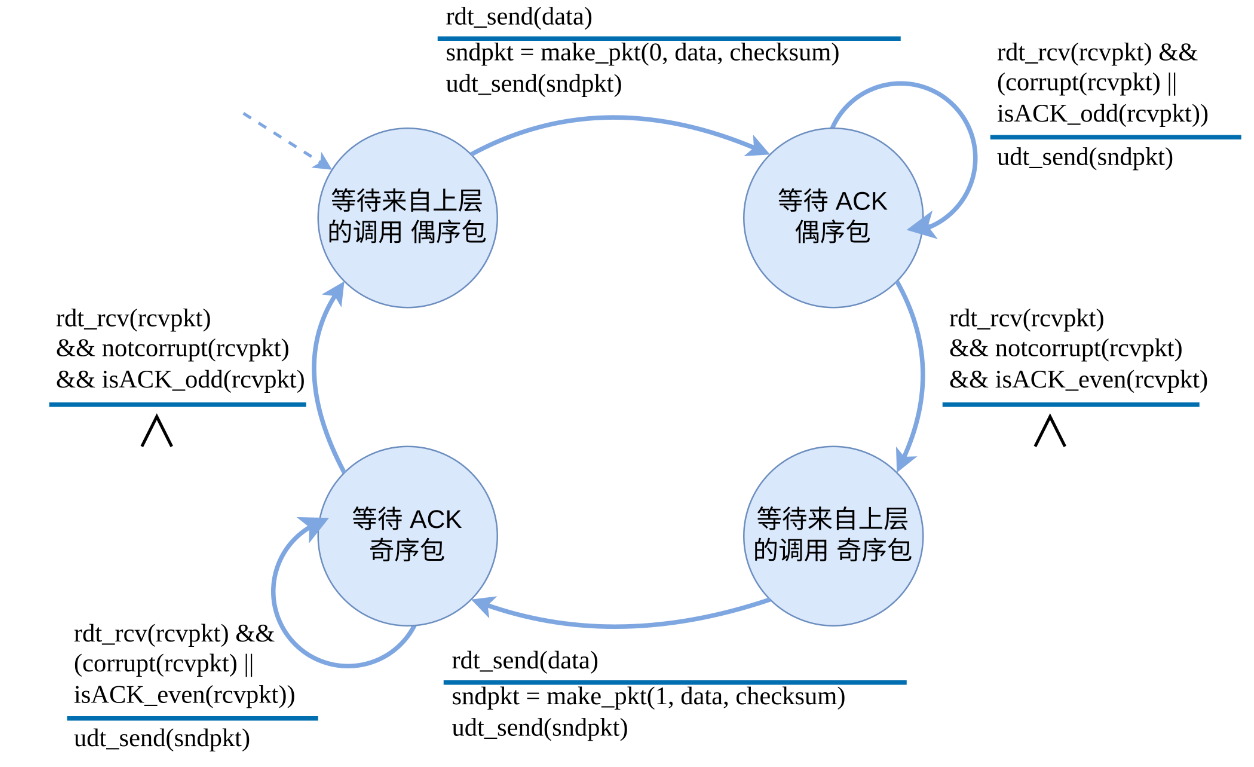 rdt_send(data)
sndpkt = make_pkt(0, data, checksum)
udt_send(sndpkt)
rdt_rcv(rcvpkt) &&
(corrupt(rcvpkt) ||
isACK_odd(rcvpkt))
udt_send(sndpkt)
等待来自上层
的调用 偶序包
等待 ACK
偶序包
rdt_rcv(rcvpkt)
&& notcorrupt(rcvpkt)
&& isACK_odd(rcvpkt)
Λ
rdt_rcv(rcvpkt)
&& notcorrupt(rcvpkt)
&& isACK_even(rcvpkt)
Λ
等待 ACK
奇序包
等待来自上层
的调用 奇序包
rdt_rcv(rcvpkt) &&
(corrupt(rcvpkt) ||
isACK_even(rcvpkt))
udt_send(sndpkt)
rdt_send(data)
sndpkt = make_pkt(1, data, checksum)
udt_send(sndpkt)